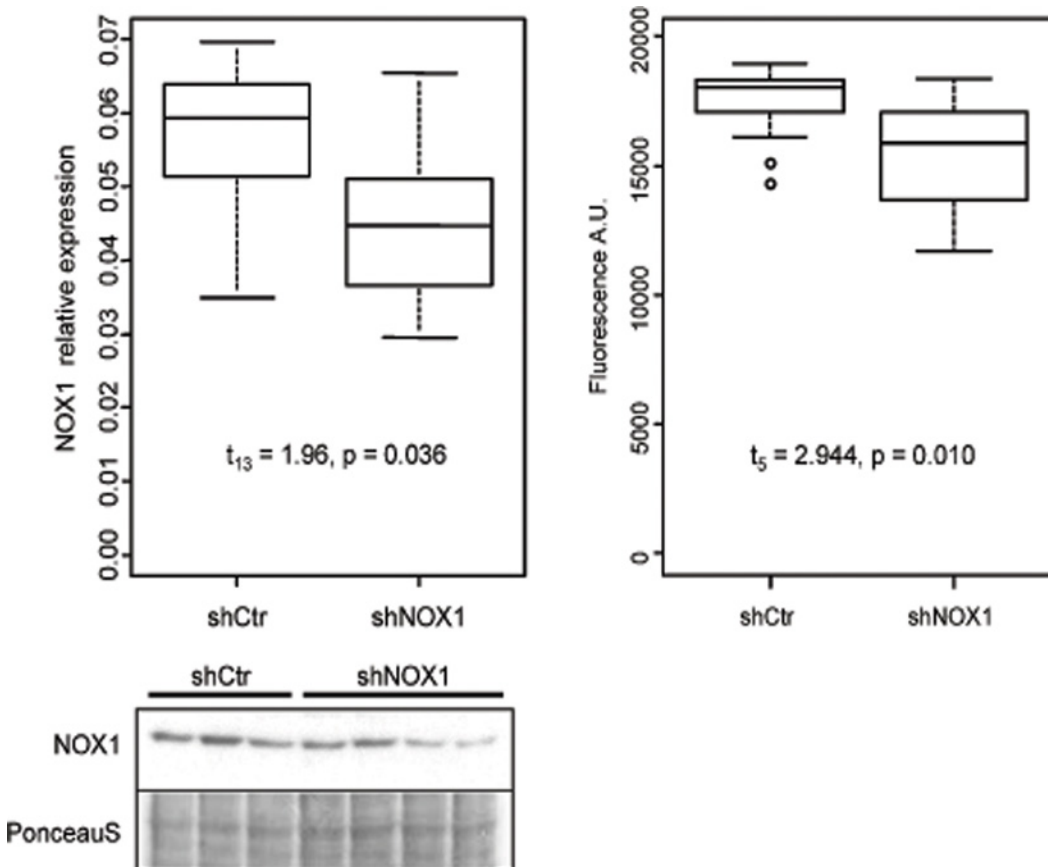 NOX1 relative expression
0.07
0.06
0.05
0.04
0.03
0.02
0.01
0.00
t13 = 1.96, p = 0.036
shCtr
shNOX1
Fluorescence A.U.
20000
15000
10000
5000
0
t5 = 2.944, p = 0.010
shCtr
shNOX1
shCtr
shNOX1
NOX1
PonceauS